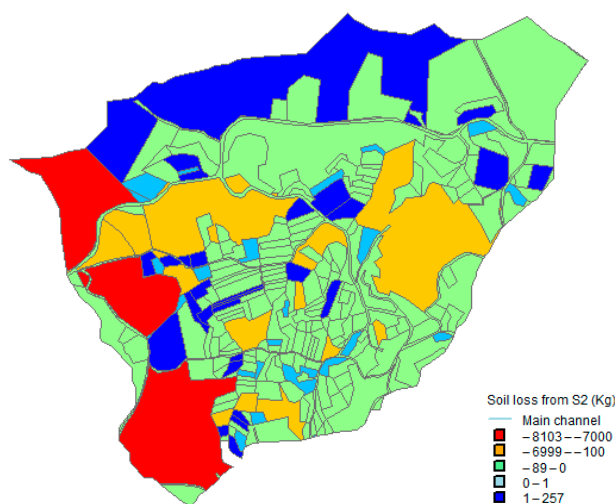 Soil loss from S2 (Kg)
Main channel
–8103––7000
–6999––100
–89–0
0–1
1–257